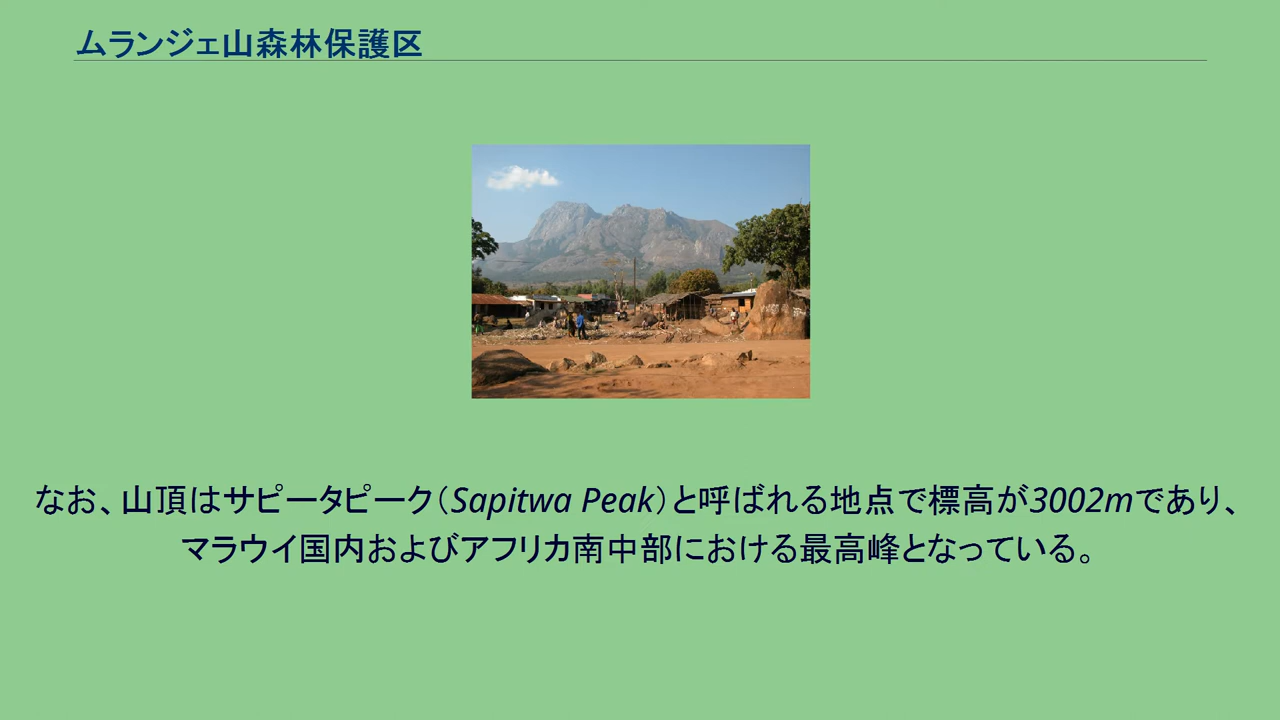 ムランジェ山森林保護区
なお、山頂はサピータピーク（Sapitwa Peak）と呼ばれる地点で標高が3002mであり、
マラウイ国内およびアフリカ南中部における最高峰となっている。